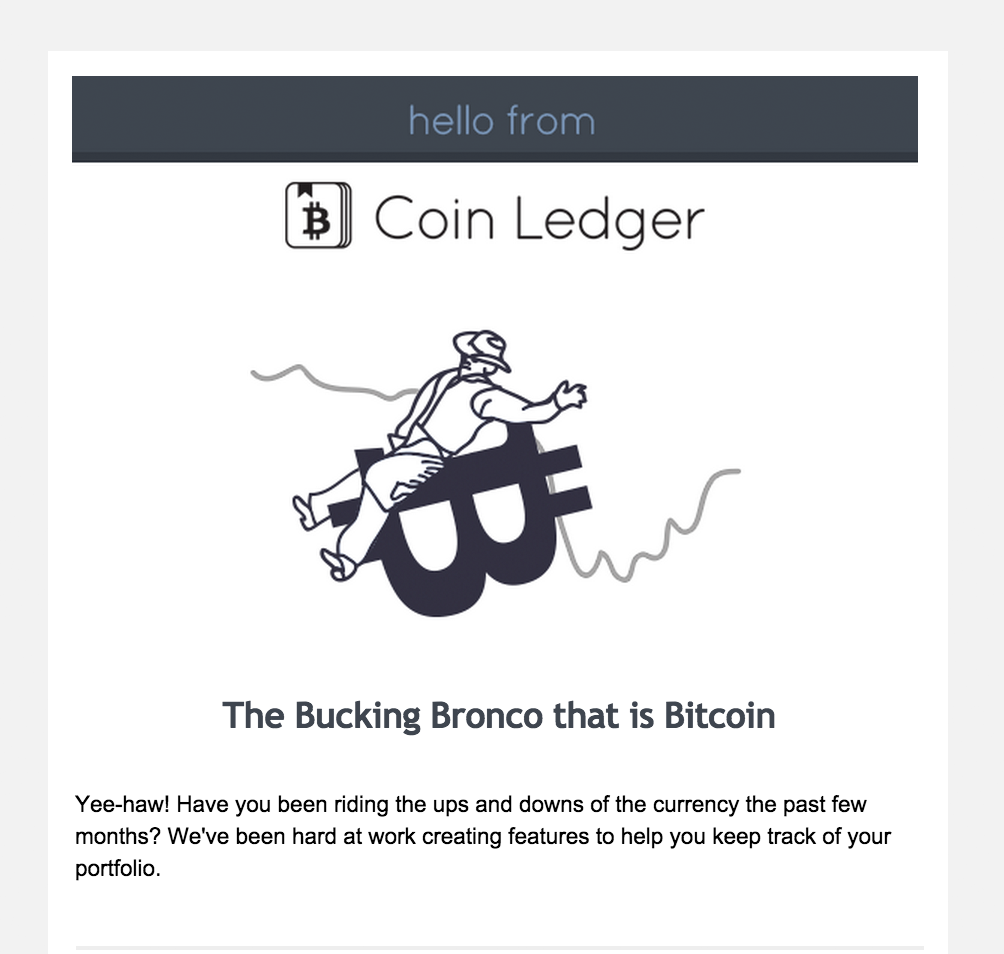 hello from
Coin Ledger
The Bucking Bronco that is Bitcoin
Yee-haw! Have you been riding the ups and downs of the currency the past few
months? We've been hard at work creating features to help you keep track of your
portfolio.